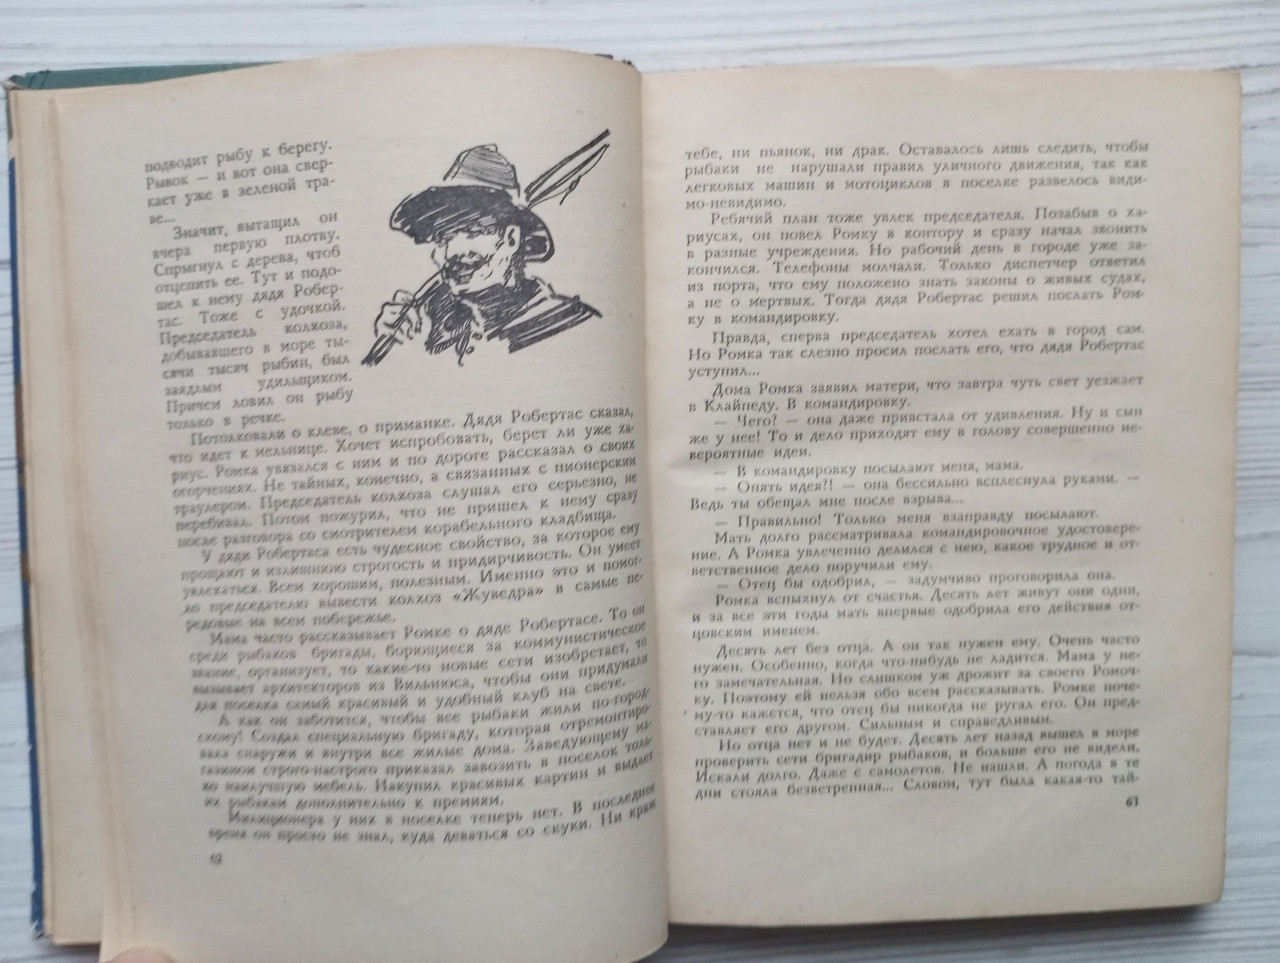 подводит рыбу к берегу.
Рывок — и вот она свер-
кает уже в зеленой тра-
ве...
Значит, вытащил он
вчера первую плотву.
Спрыгнул с дерева, чтоб
отцепить ее. Тут и подо-
шел к нему дядя Робер-
тас. Тоже с удочкой.
Председатель колхоза,
добывавшего в море ты-
сячи тысяч рыбин, был
заядлым удильщиком.
Причем ловил он рыбу
только в речке.
Потолковали о клеве, о приманке. Дядя Робертас сказал,
что идет к мельнице. Хочет испробовать, берет ли уже ха-
риус. Ромка увязался с ним и по дороге рассказал о своих
огорчениях. Не тайных, конечно, а связанных с пионерским
траулером. Председатель колхоза слушал его серьезно, не
перебивал. Потом пожурил, что не пришел к нему сразу
после разговора со смотрителем корабельного кладбища.
У дяди Робертаса есть чудесное свойство, за которое ему
прощают и излишнюю строгость и придирчивость. Он умеет
увлекаться. Всем хорошим, полезным. Именно это и помог-
ло председателю вывести колхоз «Жуведра» в самые пе-
редовые на всем побережье.
Мама часто рассказывает Ромке о дяде Робертасе. То он
среди рыбаков бригады, борющиеся за коммунистическое
звание, организует, то какие-то новые сети изобретает, то
вызывает архитекторов из Вильнюса, чтобы они придумали
для поселка самый красивый и удобный клуб на свете.
А как он заботится, чтобы все рыбаки жили по-город-
скому! Создал специальную бригаду, которая отремонтиро-
вала снаружи и внутри все жилые дома. Заведующему ма-
газином строго-настрого приказал завозить в поселок толь-
ко наилучшую мебель. Накупил красивых картин и выдает
их рыбакам дополнительно к премиям.
Милиционера у них в поселке теперь нет. В последнее
время он просто не знал, куда деваться со скуки. Ни краж
62
тебе, ни пьянок, ни драк. Оставалось лишь следить, чтобы
рыбаки не нарушали правил уличного движения, так как
легковых машин и мотоциклов в поселке развелось види-
мо-невидимо.
Ребячий план тоже увлек председателя. Позабыв о ха-
риусах, он повел Ромку в контору и сразу начал звонить
в разные учреждения. Но рабочий день в городе уже за-
кончился. Телефоны молчали. Только диспетчер ответил
из порта, что ему положено знать законы о живых судах,
а не о мертвых. Тогда дядя Робертас решил послать Ром-
ку в командировку.
Правда, сперва председатель хотел ехать в город сам.
Но Ромка так слезно просил послать его, что дядя Робертас
уступил...
Дома Ромка заявил матери, что завтра чуть свет уезжает
в Клайпеду. В командировку.
— Чего? — она даже привстала от удивления. Ну и сын
же у нее! То и дело приходят ему в голову совершенно не-
вероятные идеи.
— В командировку посылают меня, мама.
— Опять идея?! — она бессильно всплеснула руками. —
Ведь ты обещал мне после взрыва...
— Правильно! Только меня взаправду посылают.
Мать долго рассматривала командировочное удостовере-
ние. А Ромка увлеченно делился с нею, какое трудное и от-
ветственное дело поручили ему.
— Отец бы одобрил, — задумчиво проговорила она.
Ромка вспыхнул от счастья. Десять лет живут они одни,
и за все эти годы мать впервые одобрила его действия от-
цовским именем.
Десять лет без отца. А он так нужен ему. Очень часто
нужен. Особенно, когда что-нибудь не ладится. Мама у не-
го замечательная. Но слишком уж дрожит за своего Ромоч-
ку. Поэтому ей нельзя обо всем рассказывать. Ромке поче-
му-то кажется, что отец бы никогда не ругал его. Он пред-
ставляет его другом. Сильным и справедливым.
Но отца нет и не будет. Десять лет назад вышел в море
проверить сети бригадир рыбаков, и больше его не видели.
Искали долго. Даже с самолетов. Не нашли. А погода в те
дни стояла безветренная... Словом, тут была какая-то тай-
63